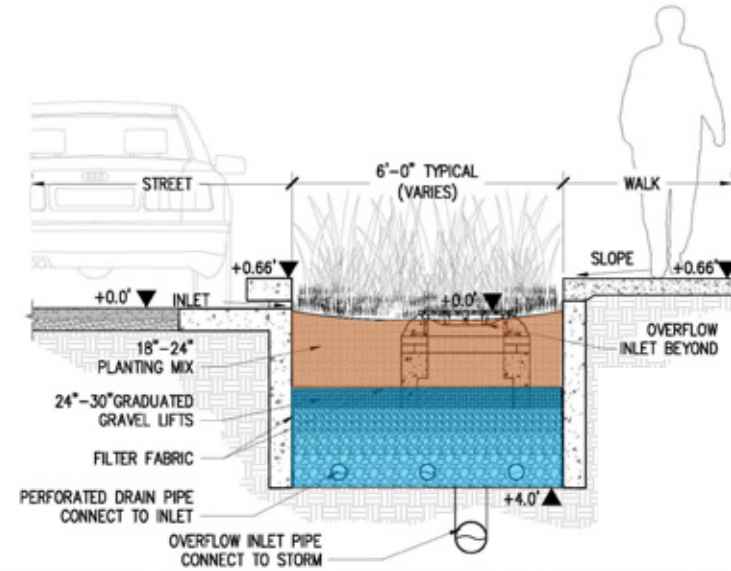 6'-0" TYPICAL
(VARIES)
STREET
WALK
SLOPE
+0.66'
+0.66'
+0.0'
INLET
+0.0'
OVERFLOW
INLET BEYOND
18"-24"
PLANTING MIX
24"-30"GRADUATED
GRAVEL LIFTS
FILTER FABRIC
PERFORATED DRAIN PIPE
CONNECT TO INLET
+4.0'
OVERFLOW INLET PIPE
CONNECT TO STORM